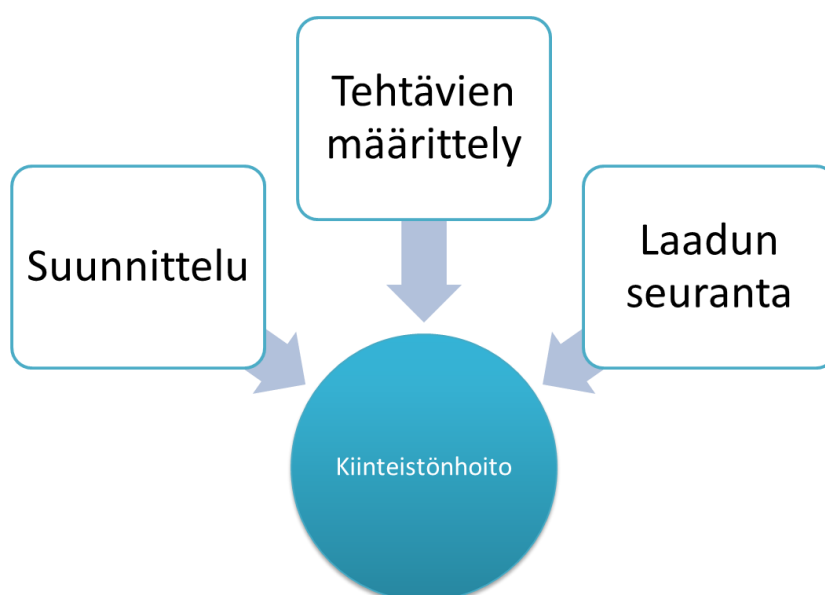 Tehtävien
määrittely
Suunnittelu
Laadun
seuranta
Kiinteistönhoito